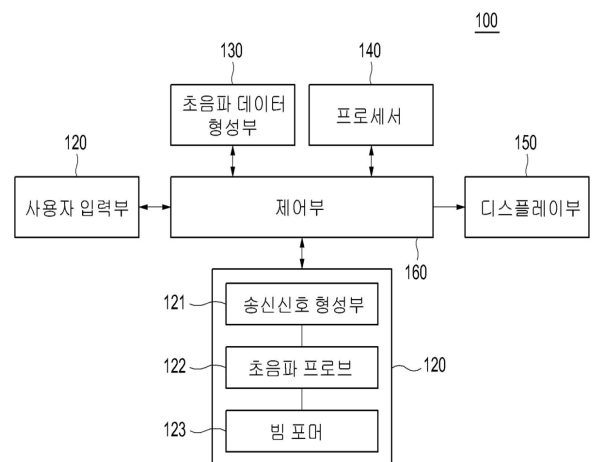 100
130
140
초음파 데이터
형성부
프로세서
120
150
사용자 입력부
제어부
디스플레이부
160
121
송신신호 형성부
122
초음파 프로브
120
123
빔 포머